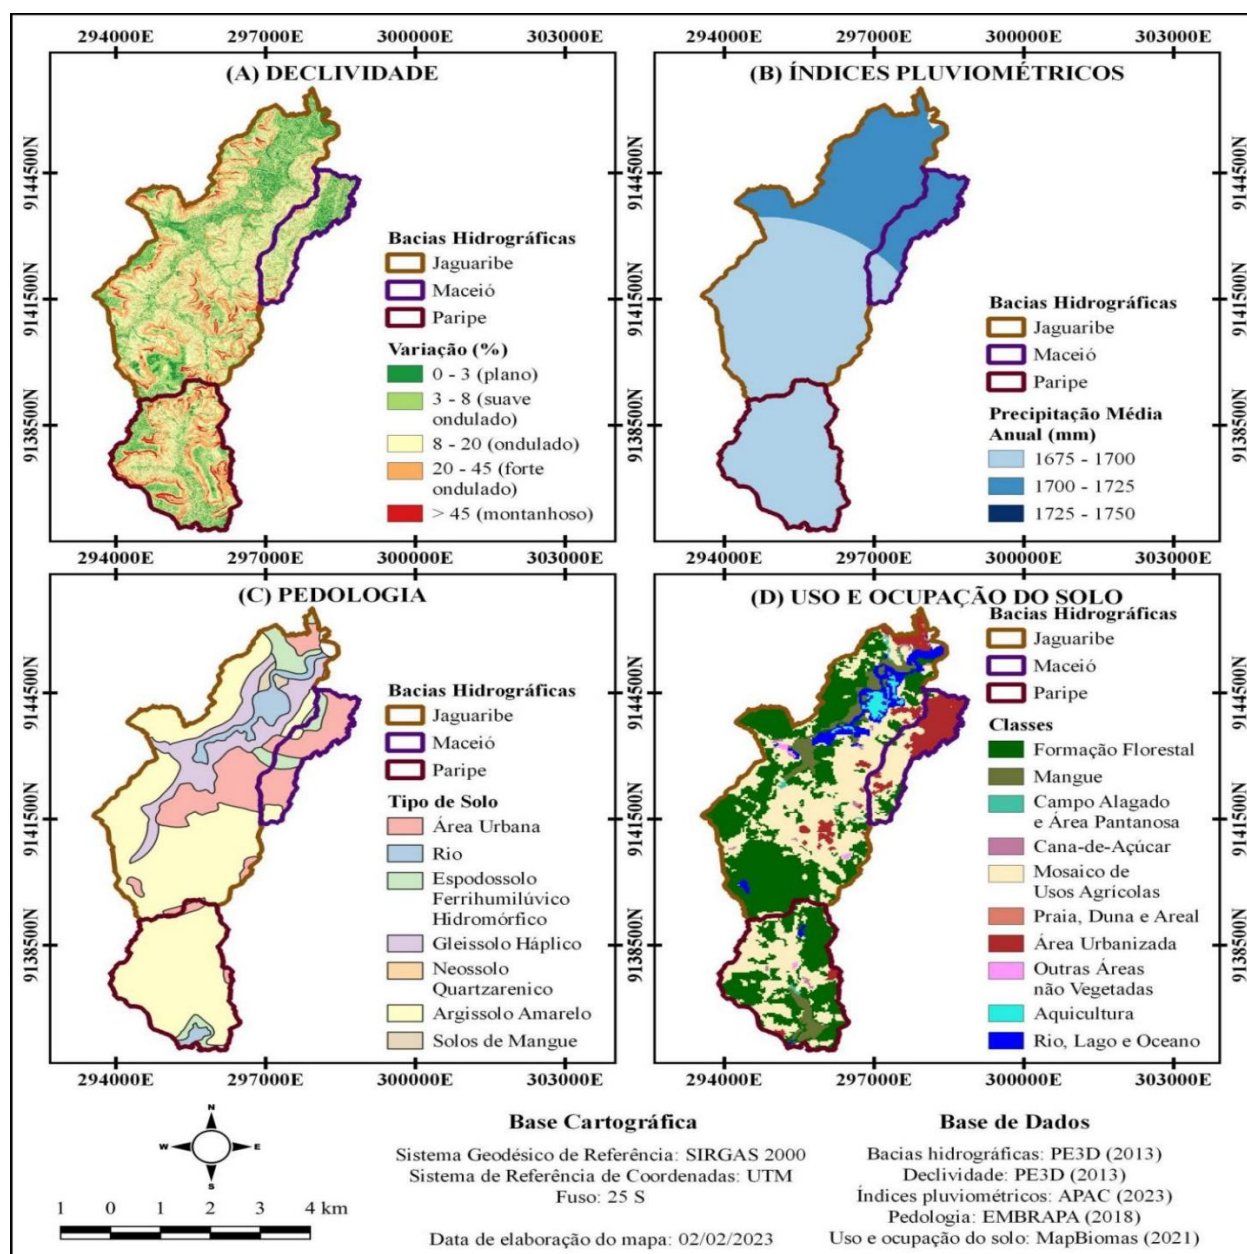 294000E 297000E 300000E 303000E
294000E 297000E 300000E 303000E
(A) DECLIVIDADE
9144500N
9141500N
9138500N
Bacias Hidrográficas
Jaguaribe
Maceió
Paripe
Variação (%)
0 - 3 (plano)
3 - 8 (suave
ondulado)
8 - 20 (ondulado)
20 - 45 (forte
ondulado)
> 45 (montanhoso)
(B) ÍNDICES PLUVIOMÉTRICOS
Bacias Hidrográficas
Jaguaribe
Maceió
Paripe
Precipitação Média
Anual (mm)
1675 - 1700
1700 - 1725
1725 - 1750
9144500N
9141500N
9138500N
294000E 297000E 300000E 303000E
294000E 297000E 300000E 303000E
(C) PEDOLOGIA
9144500N
9141500N
9138500N
Bacias Hidrográficas
Jaguaribe
Maceió
Paripe
Tipo de Solo
Área Urbana
Rio
Espodossolo
Ferrihumilúvico
Hidromórfico
Gleissolo Háplico
Neossolo
Quartzarenico
Argissolo Amarelo
Solos de Mangue
(D) USO E OCUPAÇÃO DO SOLO
Bacias Hidrográficas
Jaguaribe
Maceió
Paripe
Classes
Formação Florestal
Mangue
Campo Alagado
e Área Pantanosa
Cana-de-Açúcar
Mosaico de
Usos Agrícolas
Praia, Duna e Areal
Área Urbanizada
Outras Áreas
não Vegetadas
Aquicultura
Rio, Lago e Oceano
9144500N
9141500N
9138500N
294000E 297000E 300000E 303000E
294000E 297000E 300000E 303000E
N
W E
S
1 0 1 2 3 4 km
Base Cartográfica
Sistema Geodésico de Referência: SIRGAS 2000
Sistema de Referência de Coordenadas: UTM
Fuso: 25 S
Data de elaboração do mapa: 02/02/2023
Base de Dados
Bacias hidrográficas: PE3D (2013)
Declividade: PE3D (2013)
Índices pluviométricos: APAC (2023)
Pedologia: EMBRAPA (2018)
Uso e ocupação do solo: MapBiomas (2021)